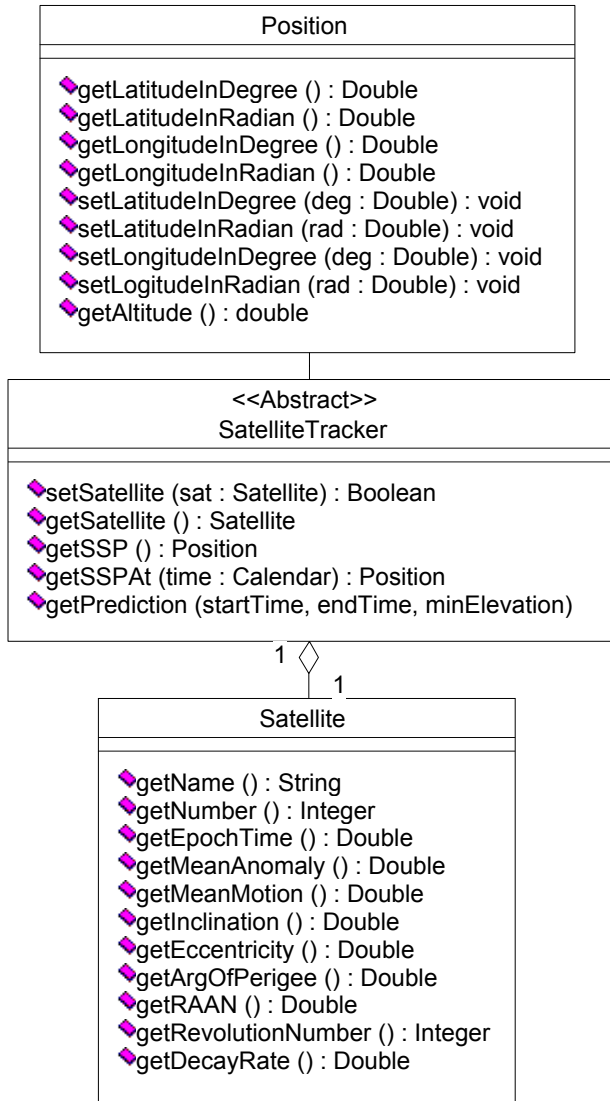 Position
getLatitudeInDegree () : Double
getLatitudeInRadian () : Double
getLongitudeInDegree () : Double
getLongitudeInRadian () : Double
setLatitudeInDegree (deg : Double) : void
setLatitudeInRadian (rad : Double) : void
setLongitudeInDegree (deg : Double) : void
setLogitudeInRadian (rad : Double) : void
getAltitude () : double
<<Abstract>>
SatelliteTracker
setSatellite (sat : Satellite) : Boolean
getSatellite () : Satellite
getSSP () : Position
getSSPAt (time : Calendar) : Position
getPrediction (startTime, endTime, minElevation)
1
1
Satellite
getName () : String
getNumber () : Integer
getEpochTime () : Double
getMeanAnomaly () : Double
getMeanMotion () : Double
getInclination () : Double
getEccentricity () : Double
getArgOfPerigee () : Double
getRAAN () : Double
getRevolutionNumber () : Integer
getDecayRate () : Double